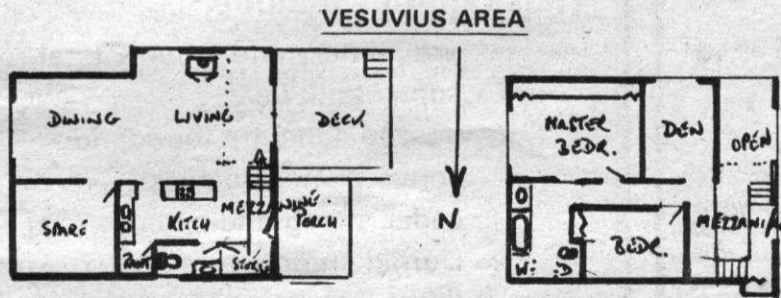 VESUVIUS AREA
DINING
LIVING
DECK
SPARE
KITCH
MEZZANINE
PORCH
N
MASTER
BEDR.
DEN
OPEN
MEZZANINE
BEDR.
W.
D